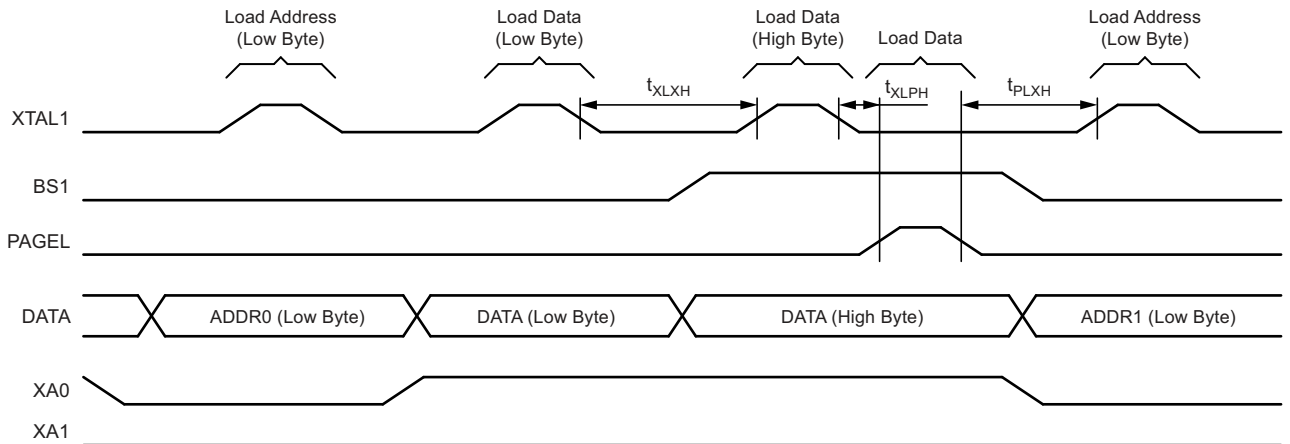 Load Address
(Low Byte)
Load Data
(Low Byte)
Load Data
(High Byte)
Load Data
Load Address
(Low Byte)
tXLXH
tXLPH
tPLXH
XTAL1
BS1
PAGEL
DATA
ADDR0 (Low Byte)
DATA (Low Byte)
DATA (High Byte)
ADDR1 (Low Byte)
XA0
XA1